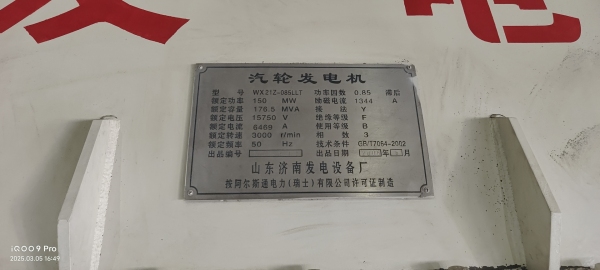 发电
汽轮发电机
型号 WX21Z-085LLT 功率因数 0.85 滞后
额定功率 150 MW 励磁电流 1344 A
额定容量 176.5 MVA 接法 Y
额定电压 15750 V 绝缘等级 F
额定电流 6469 A 使用等级 B
额定转速 3000 r/min 相数 3
额定频率 50 Hz 技术条件 GB/T7064-2002
出品编号 出品日期 年 月
山东济南发电设备厂
按阿尔斯通电力(瑞士)有限公司许可证制造
iQOO 9 Pro
2025.03.05 16:49